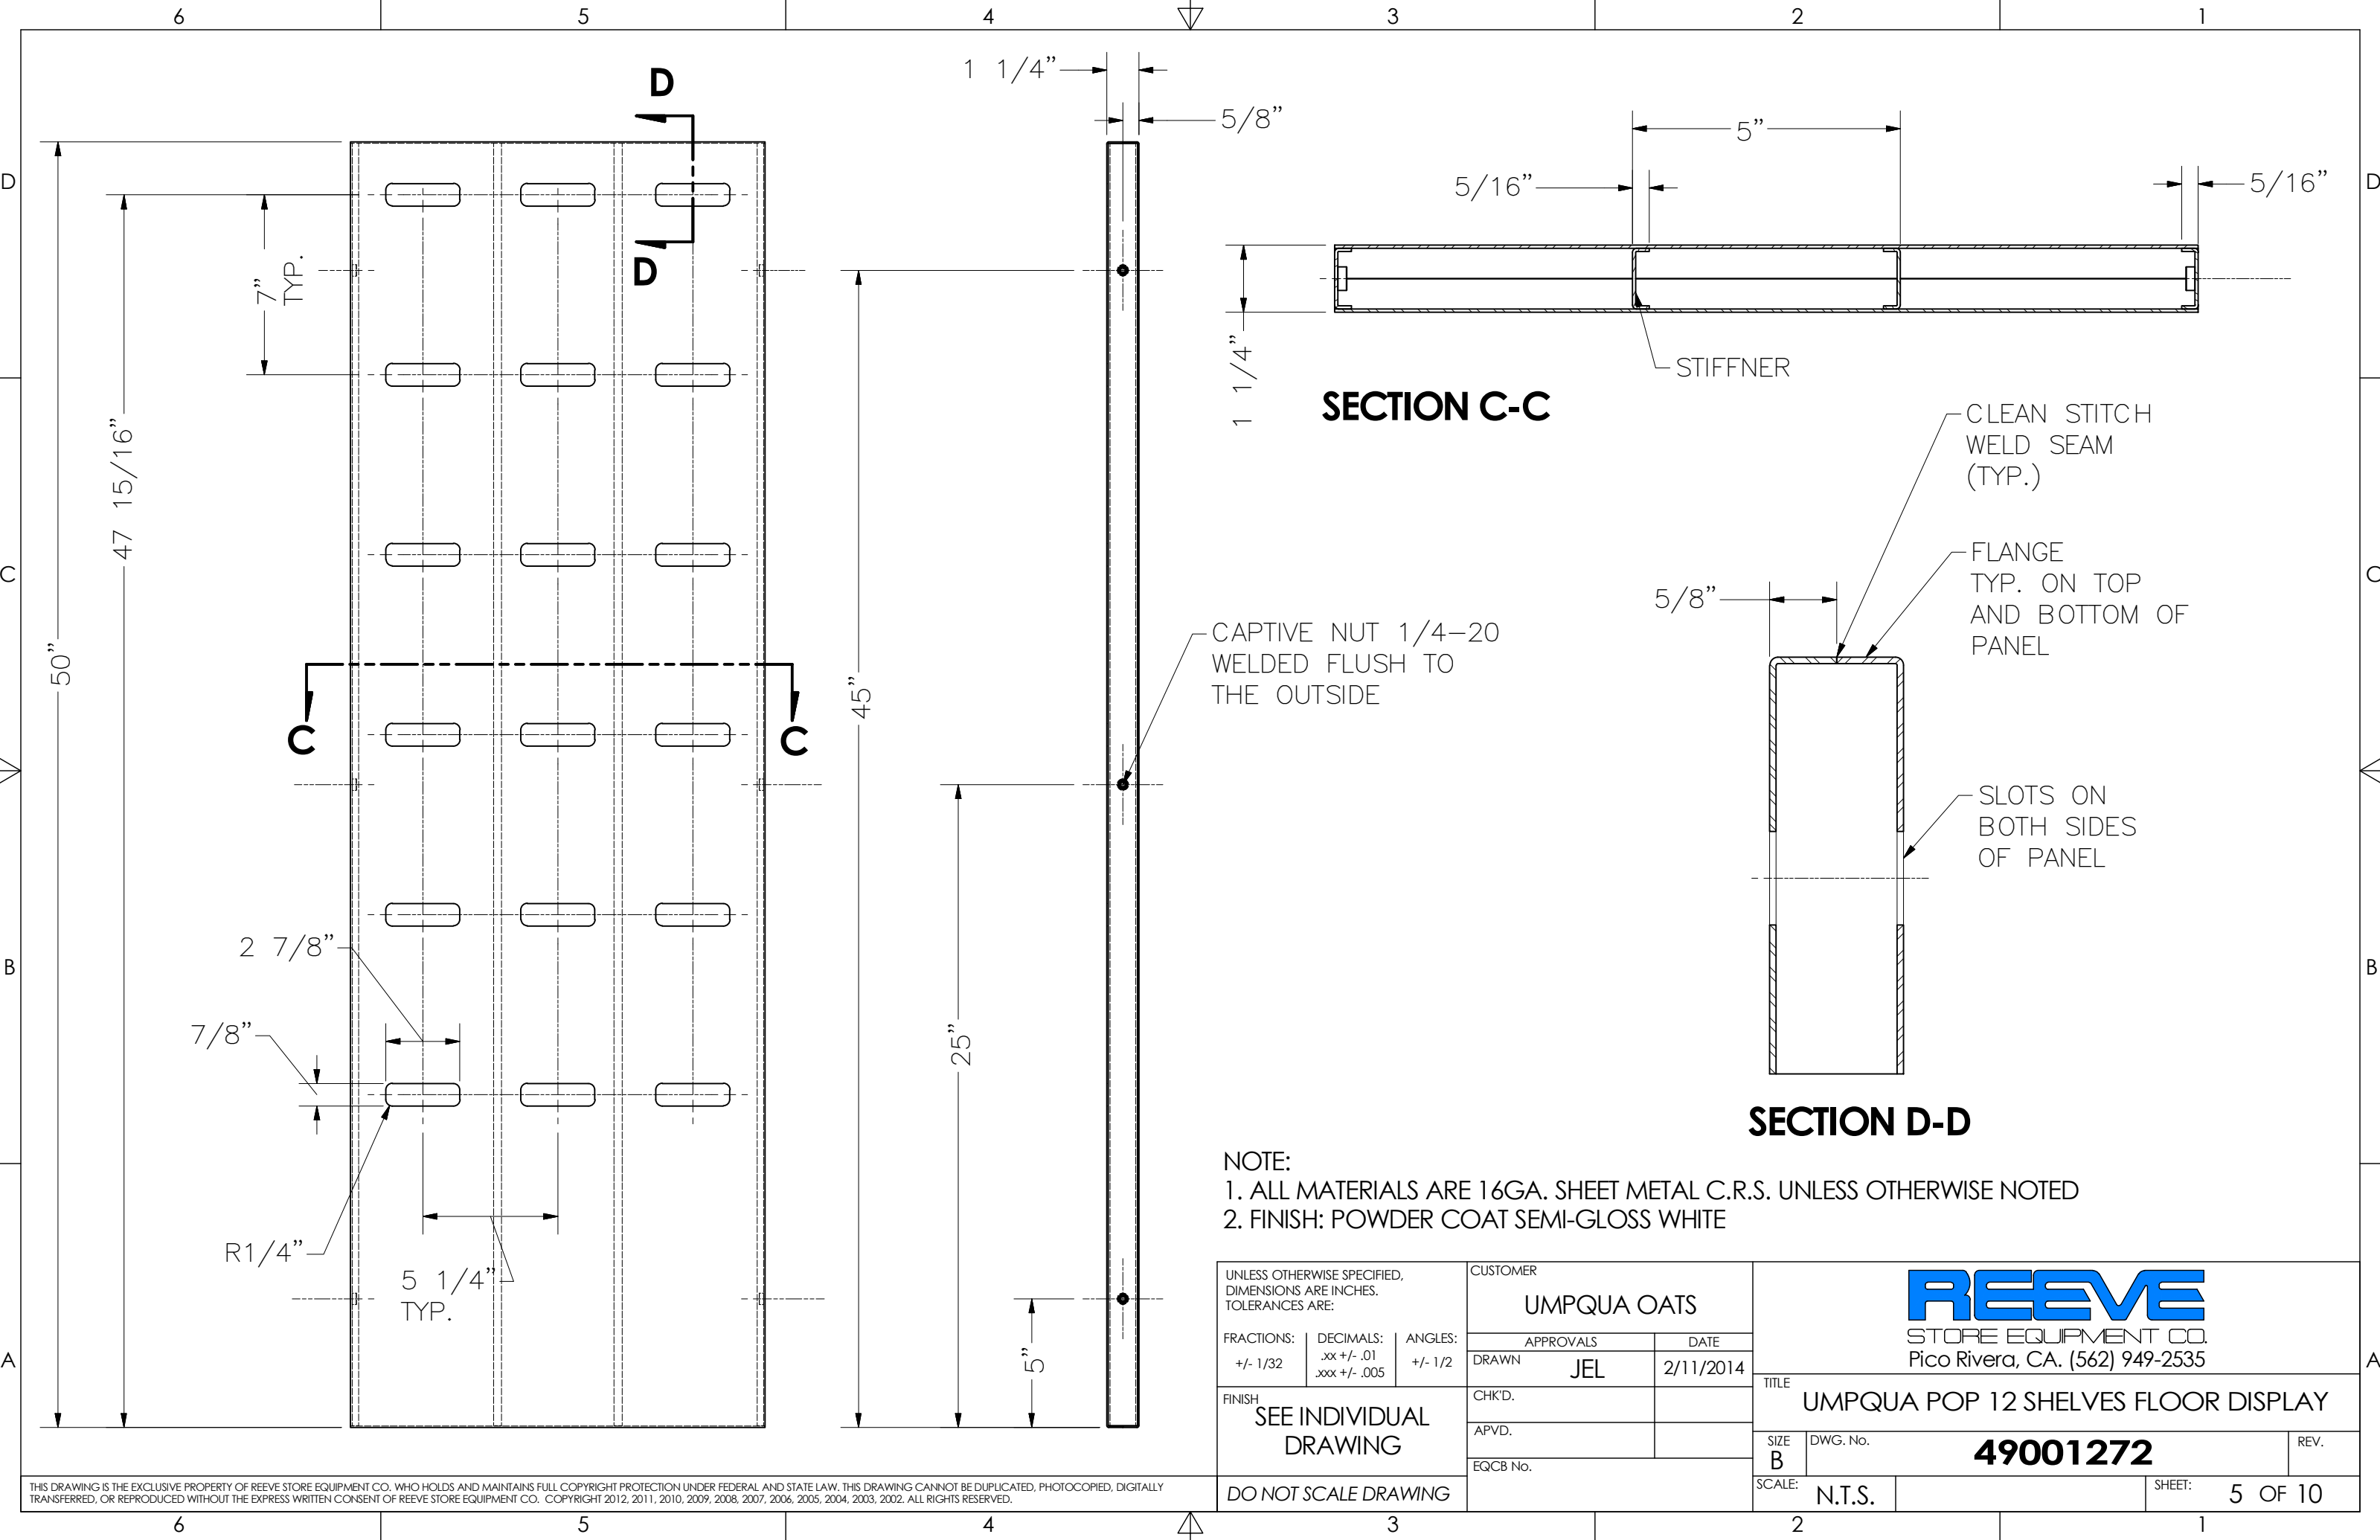 6
5
4
3
2
1
D
D
C
C
B
B
A
A
D
D
1 1/4”
5/8”
5”
5/16”
5/16”
7”
TYP.
47 15/16”
50”
1 1/4”
STIFFNER
SECTION C-C
CLEAN STITCH
WELD SEAM
(TYP.)
FLANGE
TYP. ON TOP
AND BOTTOM OF
PANEL
5/8”
CAPTIVE NUT 1/4-20
WELDED FLUSH TO
THE OUTSIDE
45”
C
C
SLOTS ON
BOTH SIDES
OF PANEL
2 7/8”
7/8”
25”
SECTION D-D
R1/4”
5 1/4”
TYP.
5”
NOTE:
1. ALL MATERIALS ARE 16GA. SHEET METAL C.R.S. UNLESS OTHERWISE NOTED
2. FINISH: POWDER COAT SEMI-GLOSS WHITE
UNLESS OTHERWISE SPECIFIED,
DIMENSIONS ARE INCHES.
TOLERANCES ARE:
FRACTIONS:
+/- 1/32
DECIMALS:
.xx +/- .01
.xxx +/- .005
ANGLES:
+/- 1/2
FINISH
SEE INDIVIDUAL
DRAWING
DO NOT SCALE DRAWING
CUSTOMER
UMPQUA OATS
APPROVALS
DATE
DRAWN
JEL
2/11/2014
CHK'D.
APVD.
EQCB No.
REEVE
STORE EQUIPMENT CO.
Pico Rivera, CA. (562) 949-2535
TITLE
UMPQUA POP 12 SHELVES FLOOR DISPLAY
SIZE
B
DWG. No.
49001272
REV.
SCALE:
N.T.S.
SHEET:
5 OF 10
THIS DRAWING IS THE EXCLUSIVE PROPERTY OF REEVE STORE EQUIPMENT CO. WHO HOLDS AND MAINTAINS FULL COPYRIGHT PROTECTION UNDER FEDERAL AND STATE LAW. THIS DRAWING CANNOT BE DUPLICATED, PHOTOCOPIED, DIGITALLY
TRANSFERRED, OR REPRODUCED WITHOUT THE EXPRESS WRITTEN CONSENT OF REEVE STORE EQUIPMENT CO. COPYRIGHT 2012, 2011, 2010, 2009, 2008, 2007, 2006, 2005, 2004, 2003, 2002. ALL RIGHTS RESERVED.
6
5
4
3
2
1